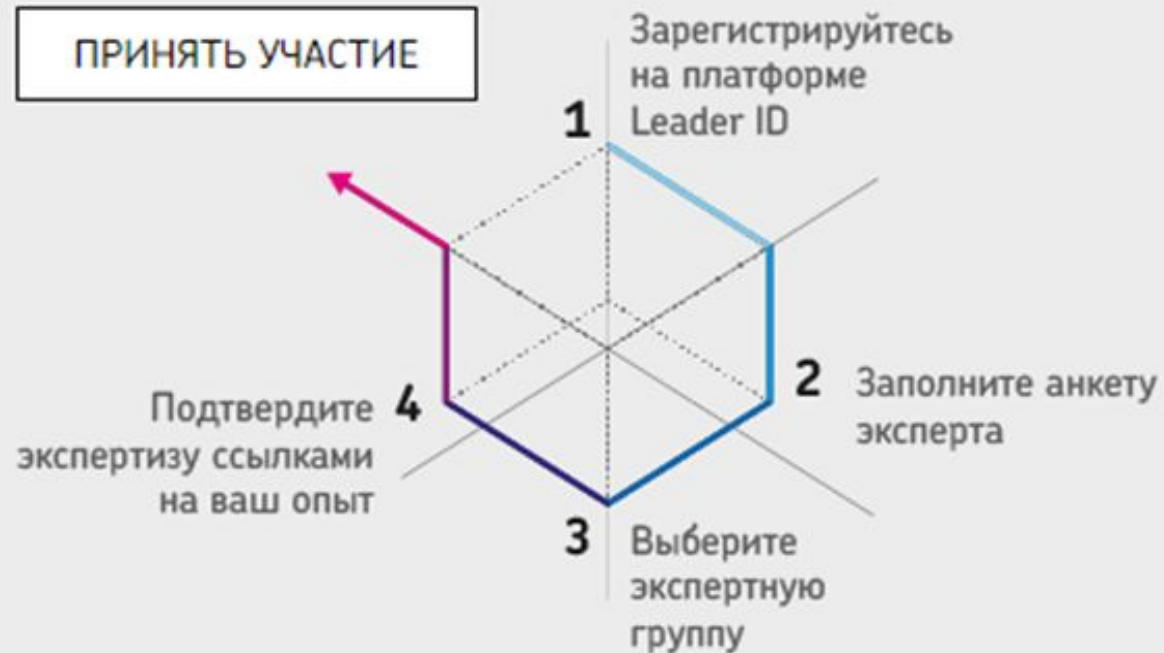 ПРИНЯТЬ УЧАСТИЕ
1
Зарегистрируйтесь
на платформе
Leader ID
2
Заполните анкету
эксперта
3
Выберите
экспертную
группу
4
Подтвердите
экспертизу ссылками
на ваш опыт